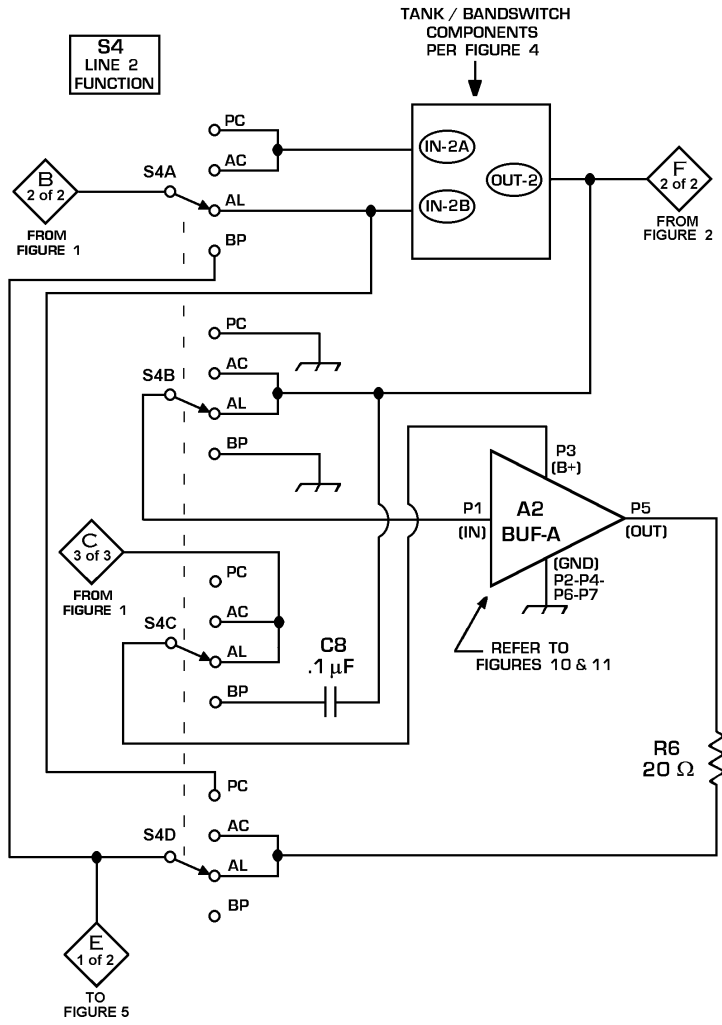 TANK / BANDSWITCH
COMPONENTS
PER FIGURE 4
S4
LINE 2
FUNCTION
PC
AC
S4A
AL
BP
B
2 of 2
FROM
FIGURE 1
IN-2A
IN-2B
OUT-2
F
2 of 2
FROM
FIGURE 2
PC
AC
S4B
AL
BP
P3
(B+)
P1
(IN)
A2
BUF-A
P5
(OUT)
(GND)
P2-P4-
P6-P7
C
3 of 3
FROM
FIGURE 1
PC
AC
S4C
AL
BP
C8
.1 µF
REFER TO
FIGURES 10 & 11
R6
20 Ω
PC
AC
S4D
AL
BP
E
1 of 2
TO
FIGURE 5